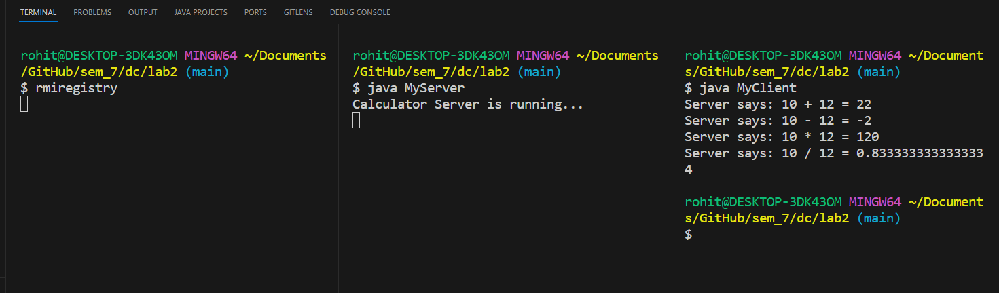 TERMINAL PROBLEMS OUTPUT JAVA PROJECTS PORTS GITLENS DEBUG CONSOLE
rohit@DESKTOP-3DK43OM MINGW64 ~/Documents
/GitHub/sem_7/dc/lab2 (main)
$ rmiregistry
rohit@DESKTOP-3DK43OM MINGW64 ~/Documents
/GitHub/sem_7/dc/lab2 (main)
$ java MyServer
Calculator Server is running...
rohit@DESKTOP-3DK43OM MINGW64 ~/Document
s/GitHub/sem_7/dc/lab2 (main)
$ java MyClient
Server says: 10 + 12 = 22
Server says: 10 - 12 = -2
Server says: 10 * 12 = 120
Server says: 10 / 12 = 0.833333333333333
4
rohit@DESKTOP-3DK43OM MINGW64 ~/Document
s/GitHub/sem_7/dc/lab2 (main)
$